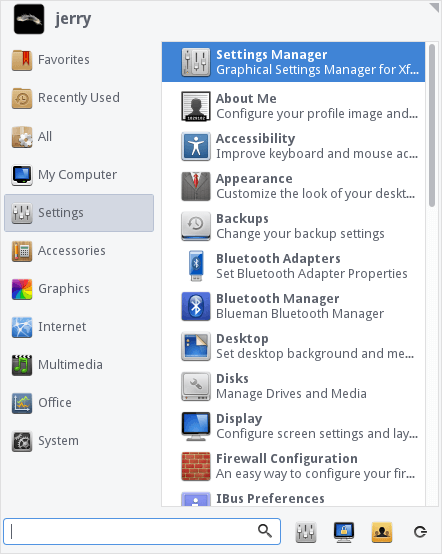 jerry
Favorites
Recently Used
All
My Computer
Settings
Accessories
Graphics
Internet
Multimedia
Office
System
Settings Manager
Graphical Settings Manager for Xf...
About Me
Configure your profile image and...
Accessibility
Improve keyboard and mouse ac...
Appearance
Customize the look of your deskt...
Backups
Change your backup settings
Bluetooth Adapters
Set Bluetooth Adapter Properties
Bluetooth Manager
Blueman Bluetooth Manager
Desktop
Set desktop background and me...
Disks
Manage Drives and Media
Display
Configure screen settings and lay...
Firewall Configuration
An easy way to configure your fir...
IBus Preferences